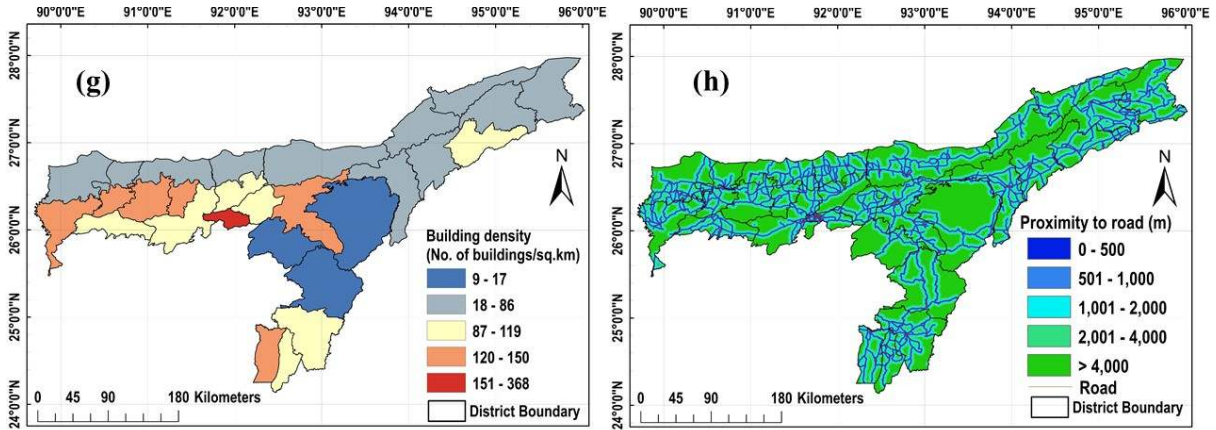 90°0'0"E 91°0'0"E 92°0'0"E 93°0'0"E 94°0'0"E 95°0'0"E 96°0'0"E
28°0'0"N
27°0'0"N
26°0'0"N
25°0'0"N
24°0'0"N
(g)
N
Building density
(No. of buildings/sq.km)
9 - 17
18 - 86
87 - 119
120 - 150
151 - 368
District Boundary
0 45 90 180 Kilometers
90°0'0"E 91°0'0"E 92°0'0"E 93°0'0"E 94°0'0"E 95°0'0"E 96°0'0"E
28°0'0"N
27°0'0"N
26°0'0"N
25°0'0"N
24°0'0"N
(h)
N
Proximity to road (m)
0 - 500
501 - 1,000
1,001 - 2,000
2,001 - 4,000
> 4,000
Road
District Boundary
0 45 90 180 Kilometers